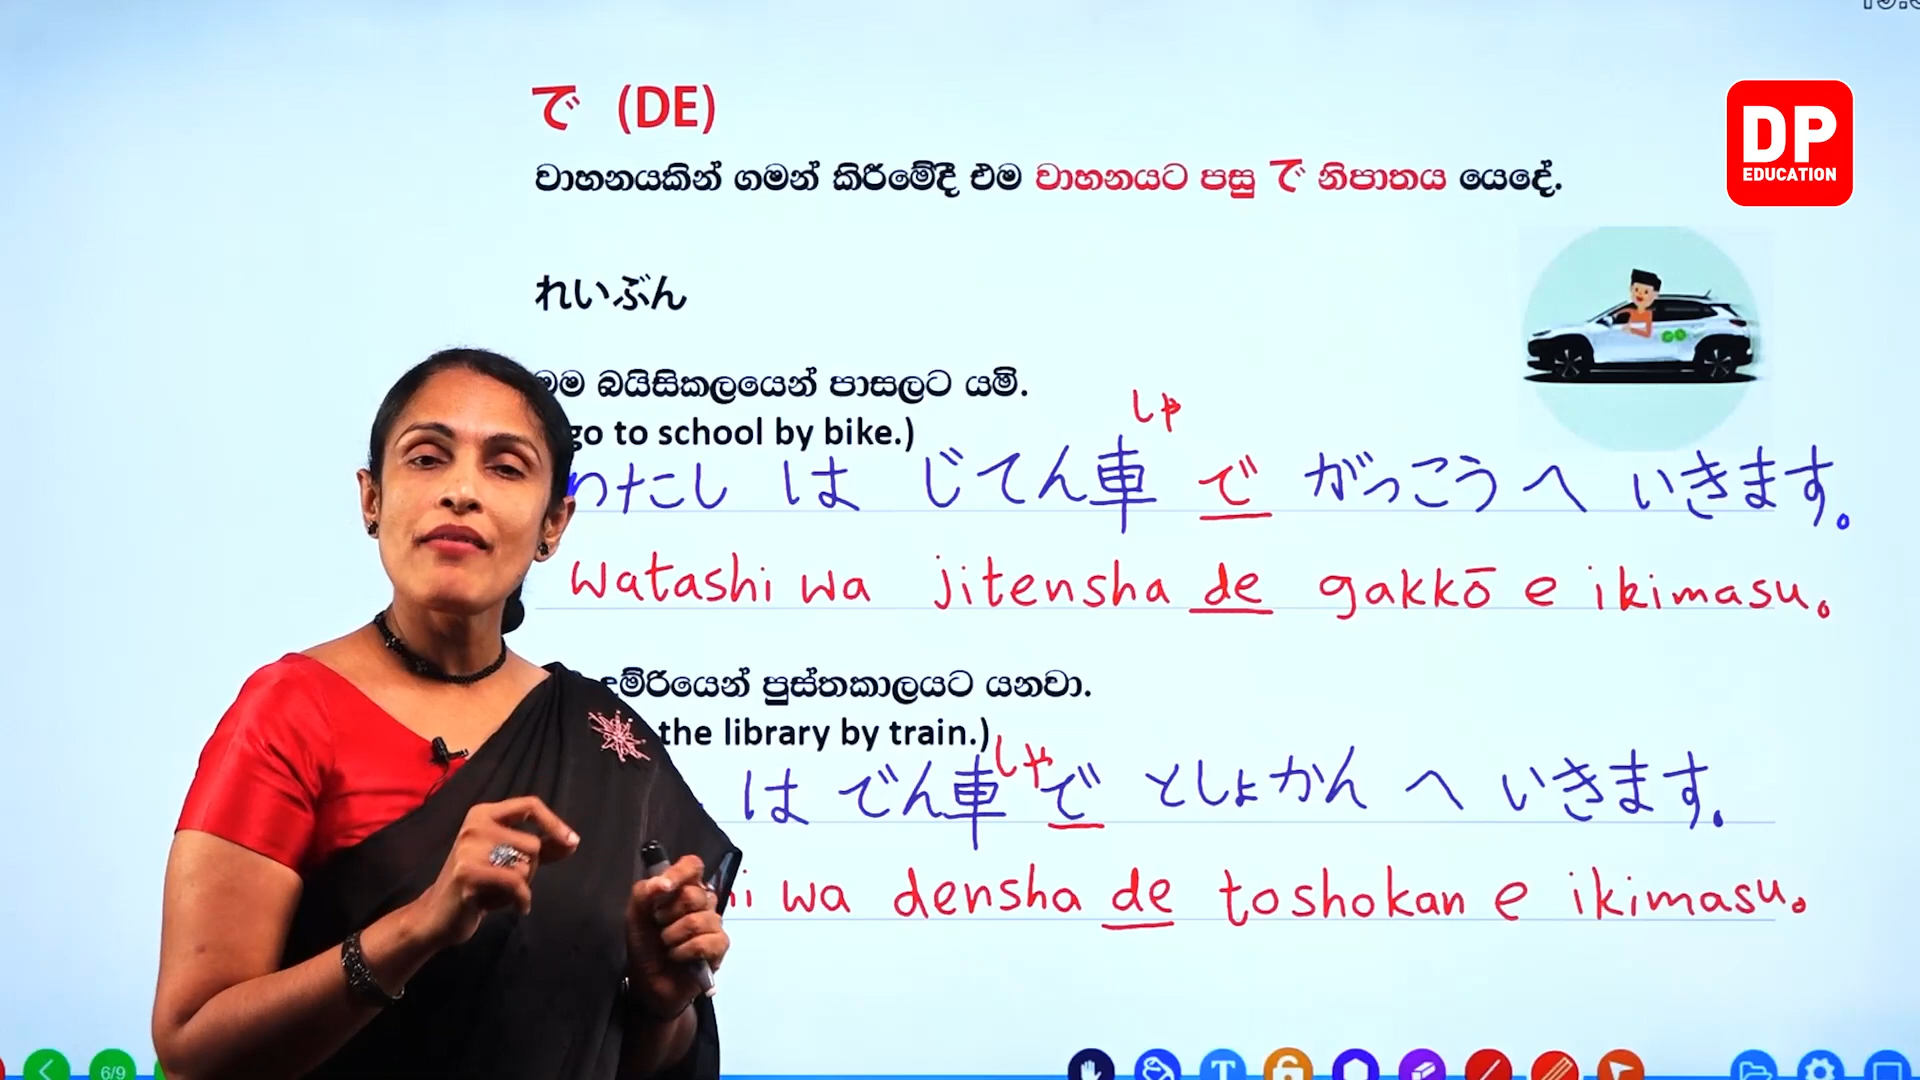 で (DE)
DP
EDUCATION
වාහනයකින් ගමන් කිරීමේදී එම වාහනයට පසු で නිපාතය යෙදේ.
れいぶん
මම බයිසිකලයෙන් පාසලට යමි.
go to school by bike.)
しゃ
わたし は じてん車 で がっこう へ いきます。
watashi wa jitensha de gakkō e ikimasu.
දුම්රියෙන් පුස්තකාලයට යනවා.
the library by train.)
しゃ
は でん車 で としょかん へ いきます。
wa densha de toshokan e ikimasu.
6/9